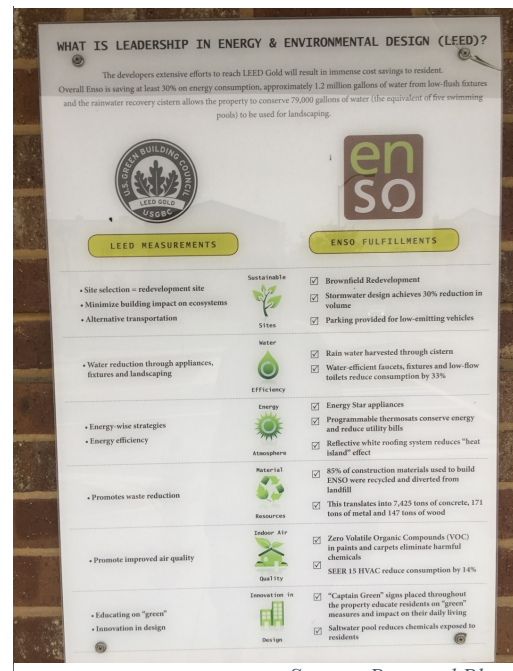 WHAT IS LEADERSHIP IN ENERGY & ENVIRONMENTAL DESIGN (LEED)?
The developers extensive efforts to reach LEED Gold will result in immense cost savings to resident.
Overall Enso is saving at least 30% on energy consumption, approximately 1.2 million gallons of water from low-flush fixtures
and the rainwater recovery cistern allows the property to conserve 79,000 gallons of water (the equivalent of five swimming
pools) to be used for landscaping.
U.S. GREEN BUILDING COUNCIL
LEED GOLD
USGBC
en
so
LEED MEASUREMENTS
ENSO FULFILLMENTS
• Site selection = redevelopment site
• Minimize building impact on ecosystems
• Alternative transportation
Sustainable
Sites
Brownfield Redevelopment
Stormwater design achieves 30% reduction in
volume
Parking provided for low-emitting vehicles
• Water reduction through appliances,
fixtures and landscaping
Water
Efficiency
Rain water harvested through cistern
Water-efficient faucets, fixtures and low-flow
toilets reduce consumption by 33%
• Energy-wise strategies
• Energy efficiency
Energy
Atmosphere
Energy Star appliances
Programmable thermosats conserve energy
and reduce utility bills
Reflective white roofing system reduces "heat
island" effect
• Promotes waste reduction
Material
Resources
85% of construction materials used to build
ENSO were recycled and diverted from
landfill
This translates into 7,425 tons of concrete, 171
tons of metal and 147 tons of wood
• Promote improved air quality
Indoor Air
Quality
Zero Volatile Organic Compounds (VOC)
in paints and carpets eliminate harmful
chemicals
SEER 15 HVAC reduce consumption by 14%
• Educating on "green"
• Innovation in design
Innovation in
Design
"Captain Green" signs placed throughout
the property educate residents on "green"
measures and impact on their daily living
Saltwater pool reduces chemicals exposed to
residents